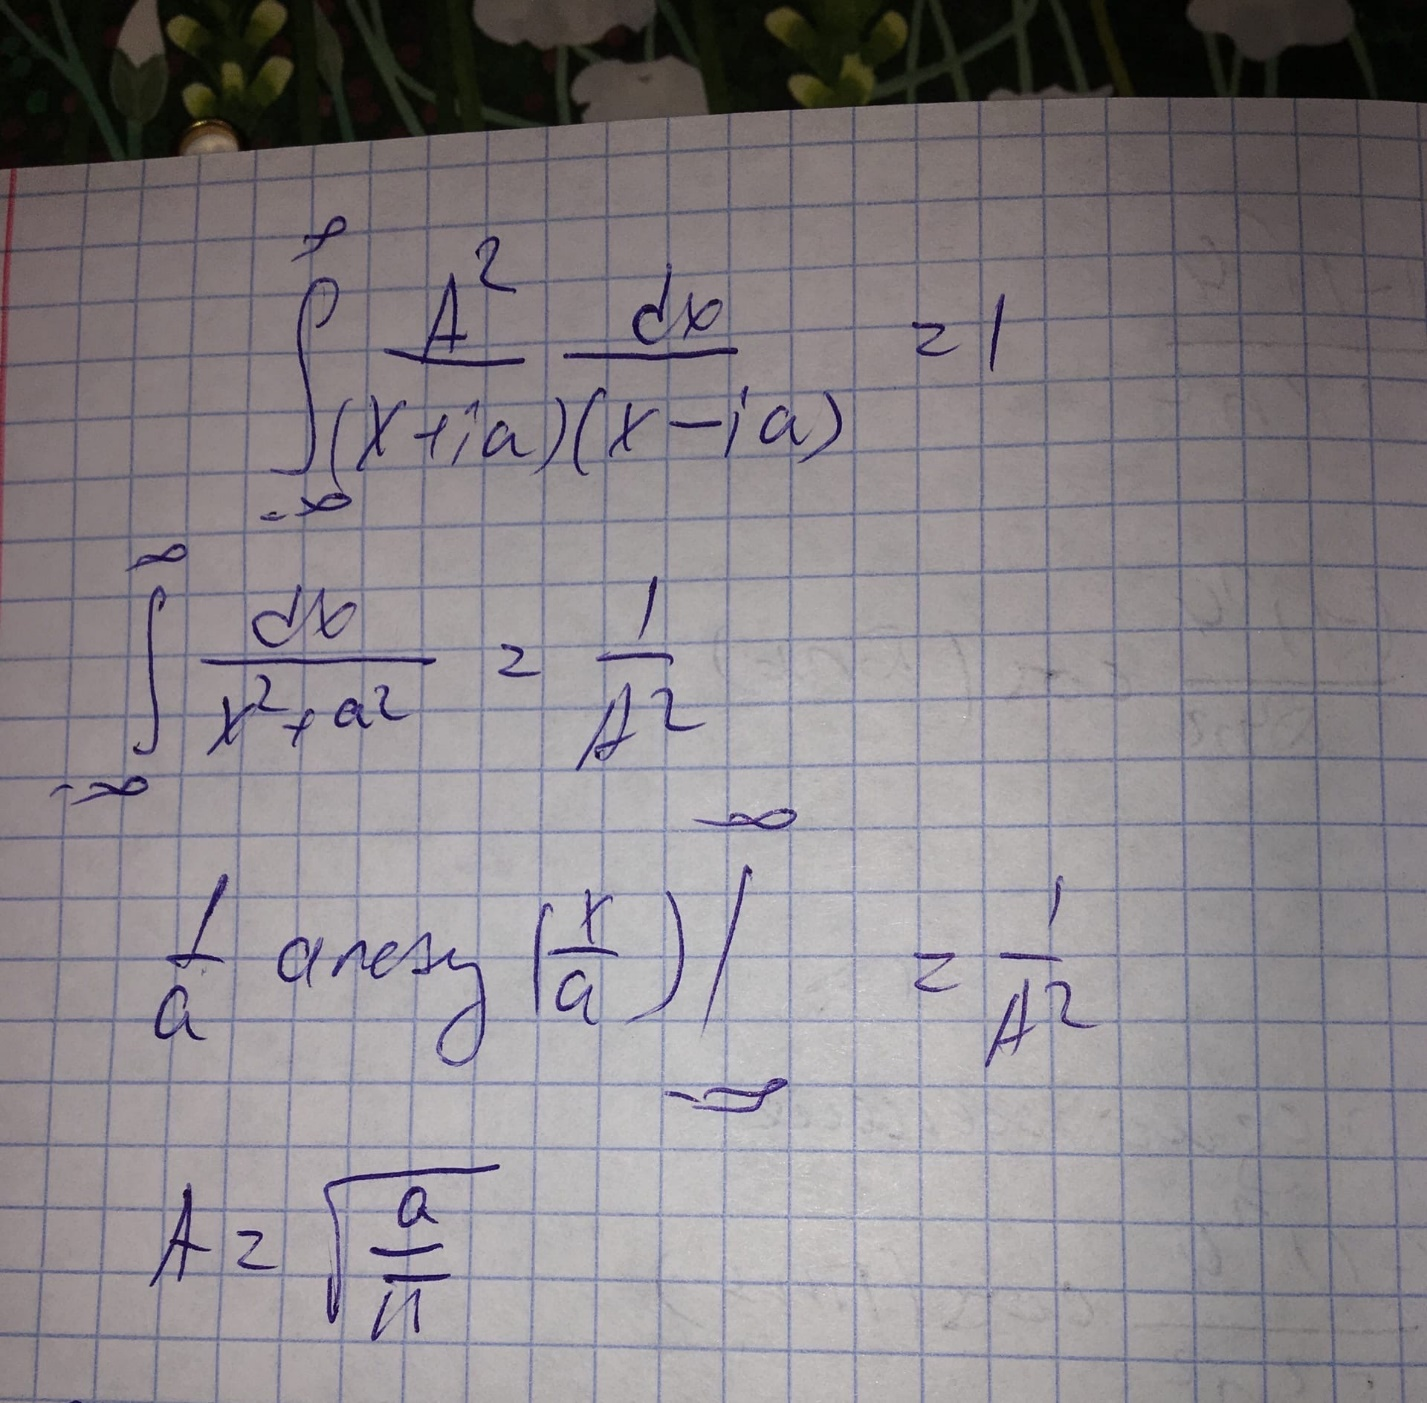 ∫_{-∞}^{∞} A² dx / (x+ia)(x-ia) = 1
∫_{-∞}^{∞} dx / (x²+a²) = 1/A²
1/a arctg (x/a) |_{-∞}^{∞} = 1/A²
A = √(a/π)